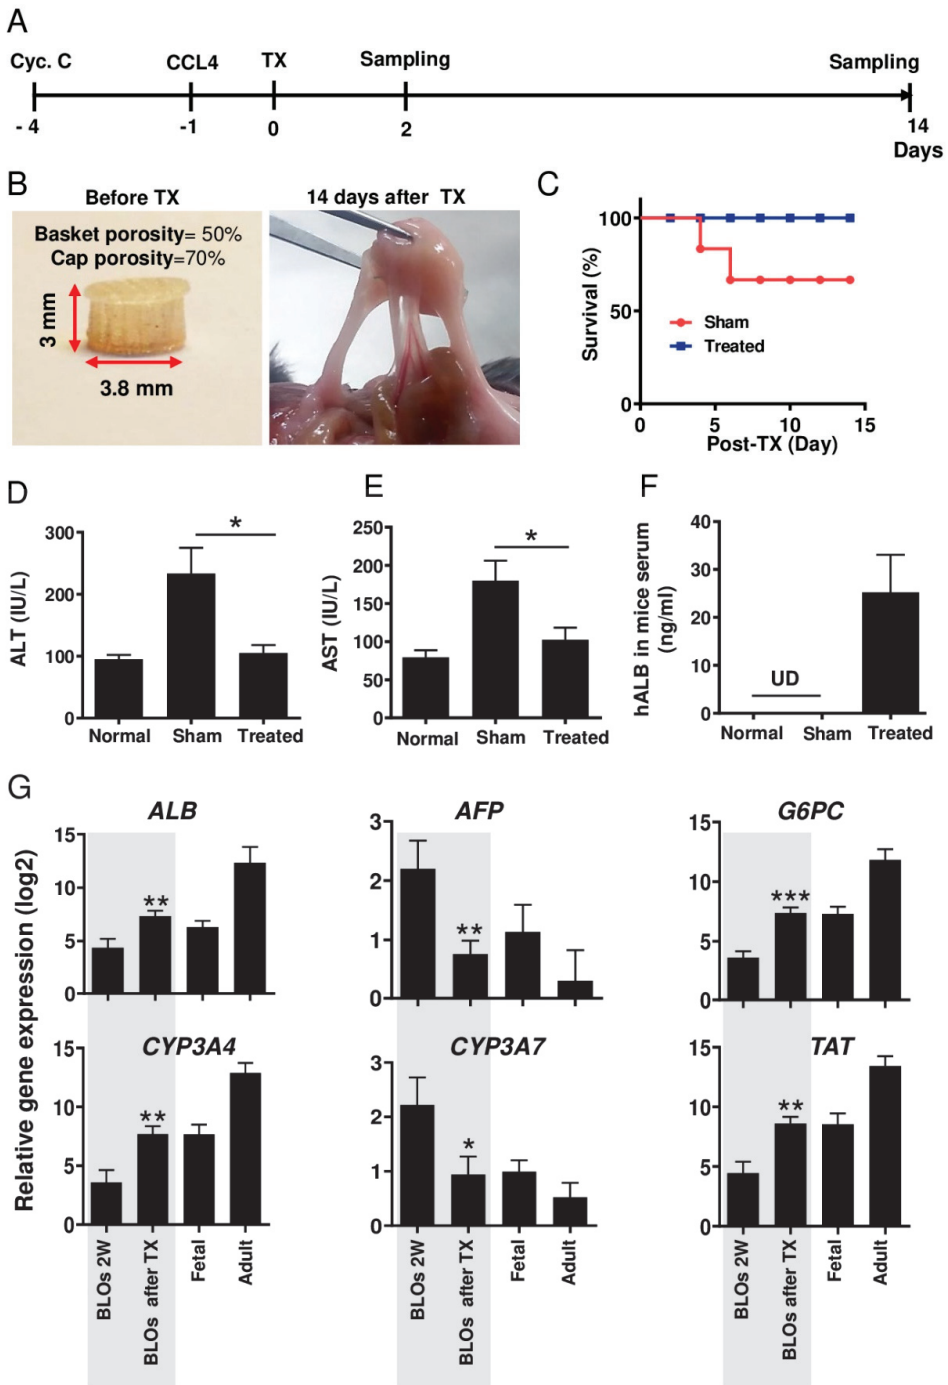 A
Cyc. C CCL4 TX Sampling Sampling
- 4 -1 0 2 14
Days
B
Before TX
Basket porosity= 50%
Cap porosity=70%
3 mm
3.8 mm
14 days after TX
C
Survival (%)
100
50
0
Sham
Treated
0 5 10 15
Post-TX (Day)
D
ALT (IU/L)
300
200
100
0
*
Normal Sham Treated
E
AST (IU/L)
250
200
150
100
50
0
*
Normal Sham Treated
F
hALB in mice serum
(ng/ml)
40
30
20
10
0
UD
Normal Sham Treated
G
Relative gene expression (log2)
ALB
15
10
5
0
**
AFP
3
2
1
0
**
G6PC
15
10
5
0
***
CYP3A4
15
10
5
0
**
BLOs 2W
BLOs after TX
Fetal
Adult
CYP3A7
3
2
1
0
*
BLOs 2W
BLOs after TX
Fetal
Adult
TAT
15
10
5
0
**
BLOs 2W
BLOs after TX
Fetal
Adult